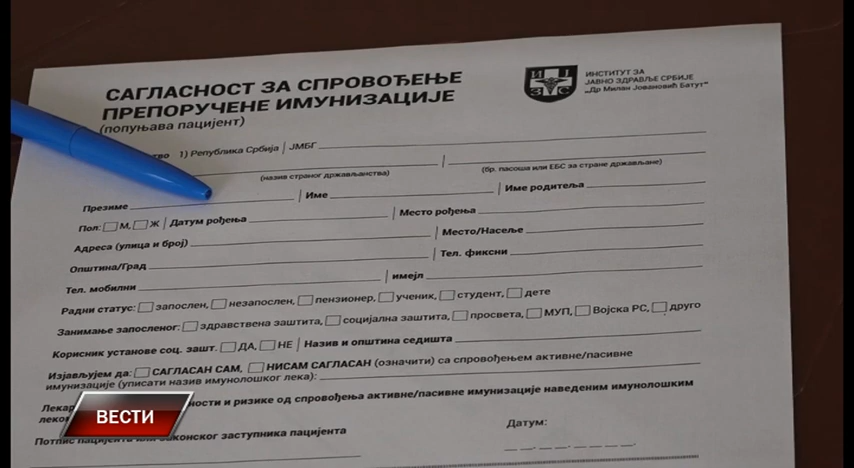 САГЛАСНОСТ ЗА СПРОВОЂЕЊЕ
ПРЕПОРУЧЕНЕ ИМУНИЗАЦИЈЕ
(попуњава пацијент)
ИЈЗС
ИНСТИТУТ ЗА
ЈАВНО ЗДРАВЉЕ СРБИЈЕ
„Др Милан Јовановић Батут”
1) Република Србија | ЈМБГ
(назив страног држављанства) (бр. пасоша или ЕБС за стране држављане)
Презиме | Име | Име родитеља
Пол: М, Ж | Датум рођења | Место рођења
Адреса (улица и број) | Место/Насеље
Општина/Град | Тел. фиксни
Тел. мобилни | имејл
Радни статус: запослен, незапослен, пензионер, ученик, студент, дете
Занимање запосленог: здравствена заштита, социјална заштита, просвета, МУП, Војска РС, друго
Корисник установе соц. зашт. ДА, НЕ | Назив и општина седишта
Изјављујем да: САГЛАСАН САМ, НИСАМ САГЛАСАН (означити) са спровођењем активне/пасивне
имунизације (уписати назив имунолошког лека):
и ризике од спровођења активне/пасивне имунизације наведеним имунолошким
Потпис пацијента или законског заступника пацијента
Датум:
ВЕСТИ